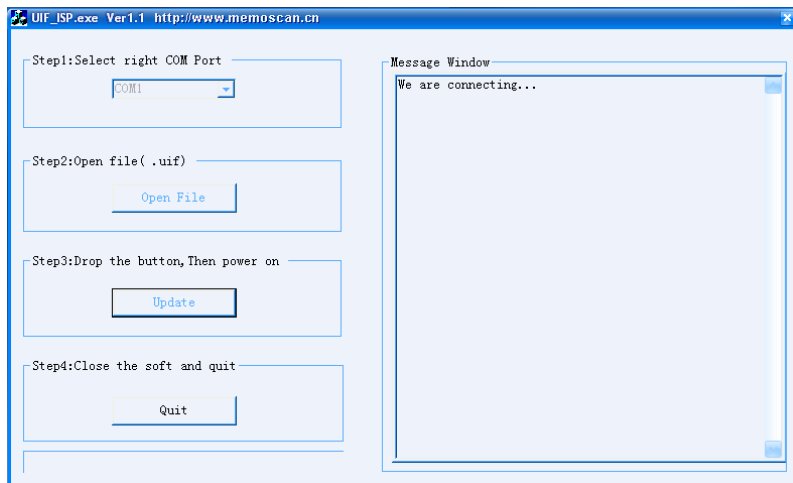 UIF_ISP.exe Ver1.1 http://www.memoscan.cn
Step1:Select right COM Port
COM1
Step2:Open file( .uif)
Open File
Step3:Drop the button,Then power on
Update
Step4:Close the soft and quit
Quit
Message Window
We are connecting...